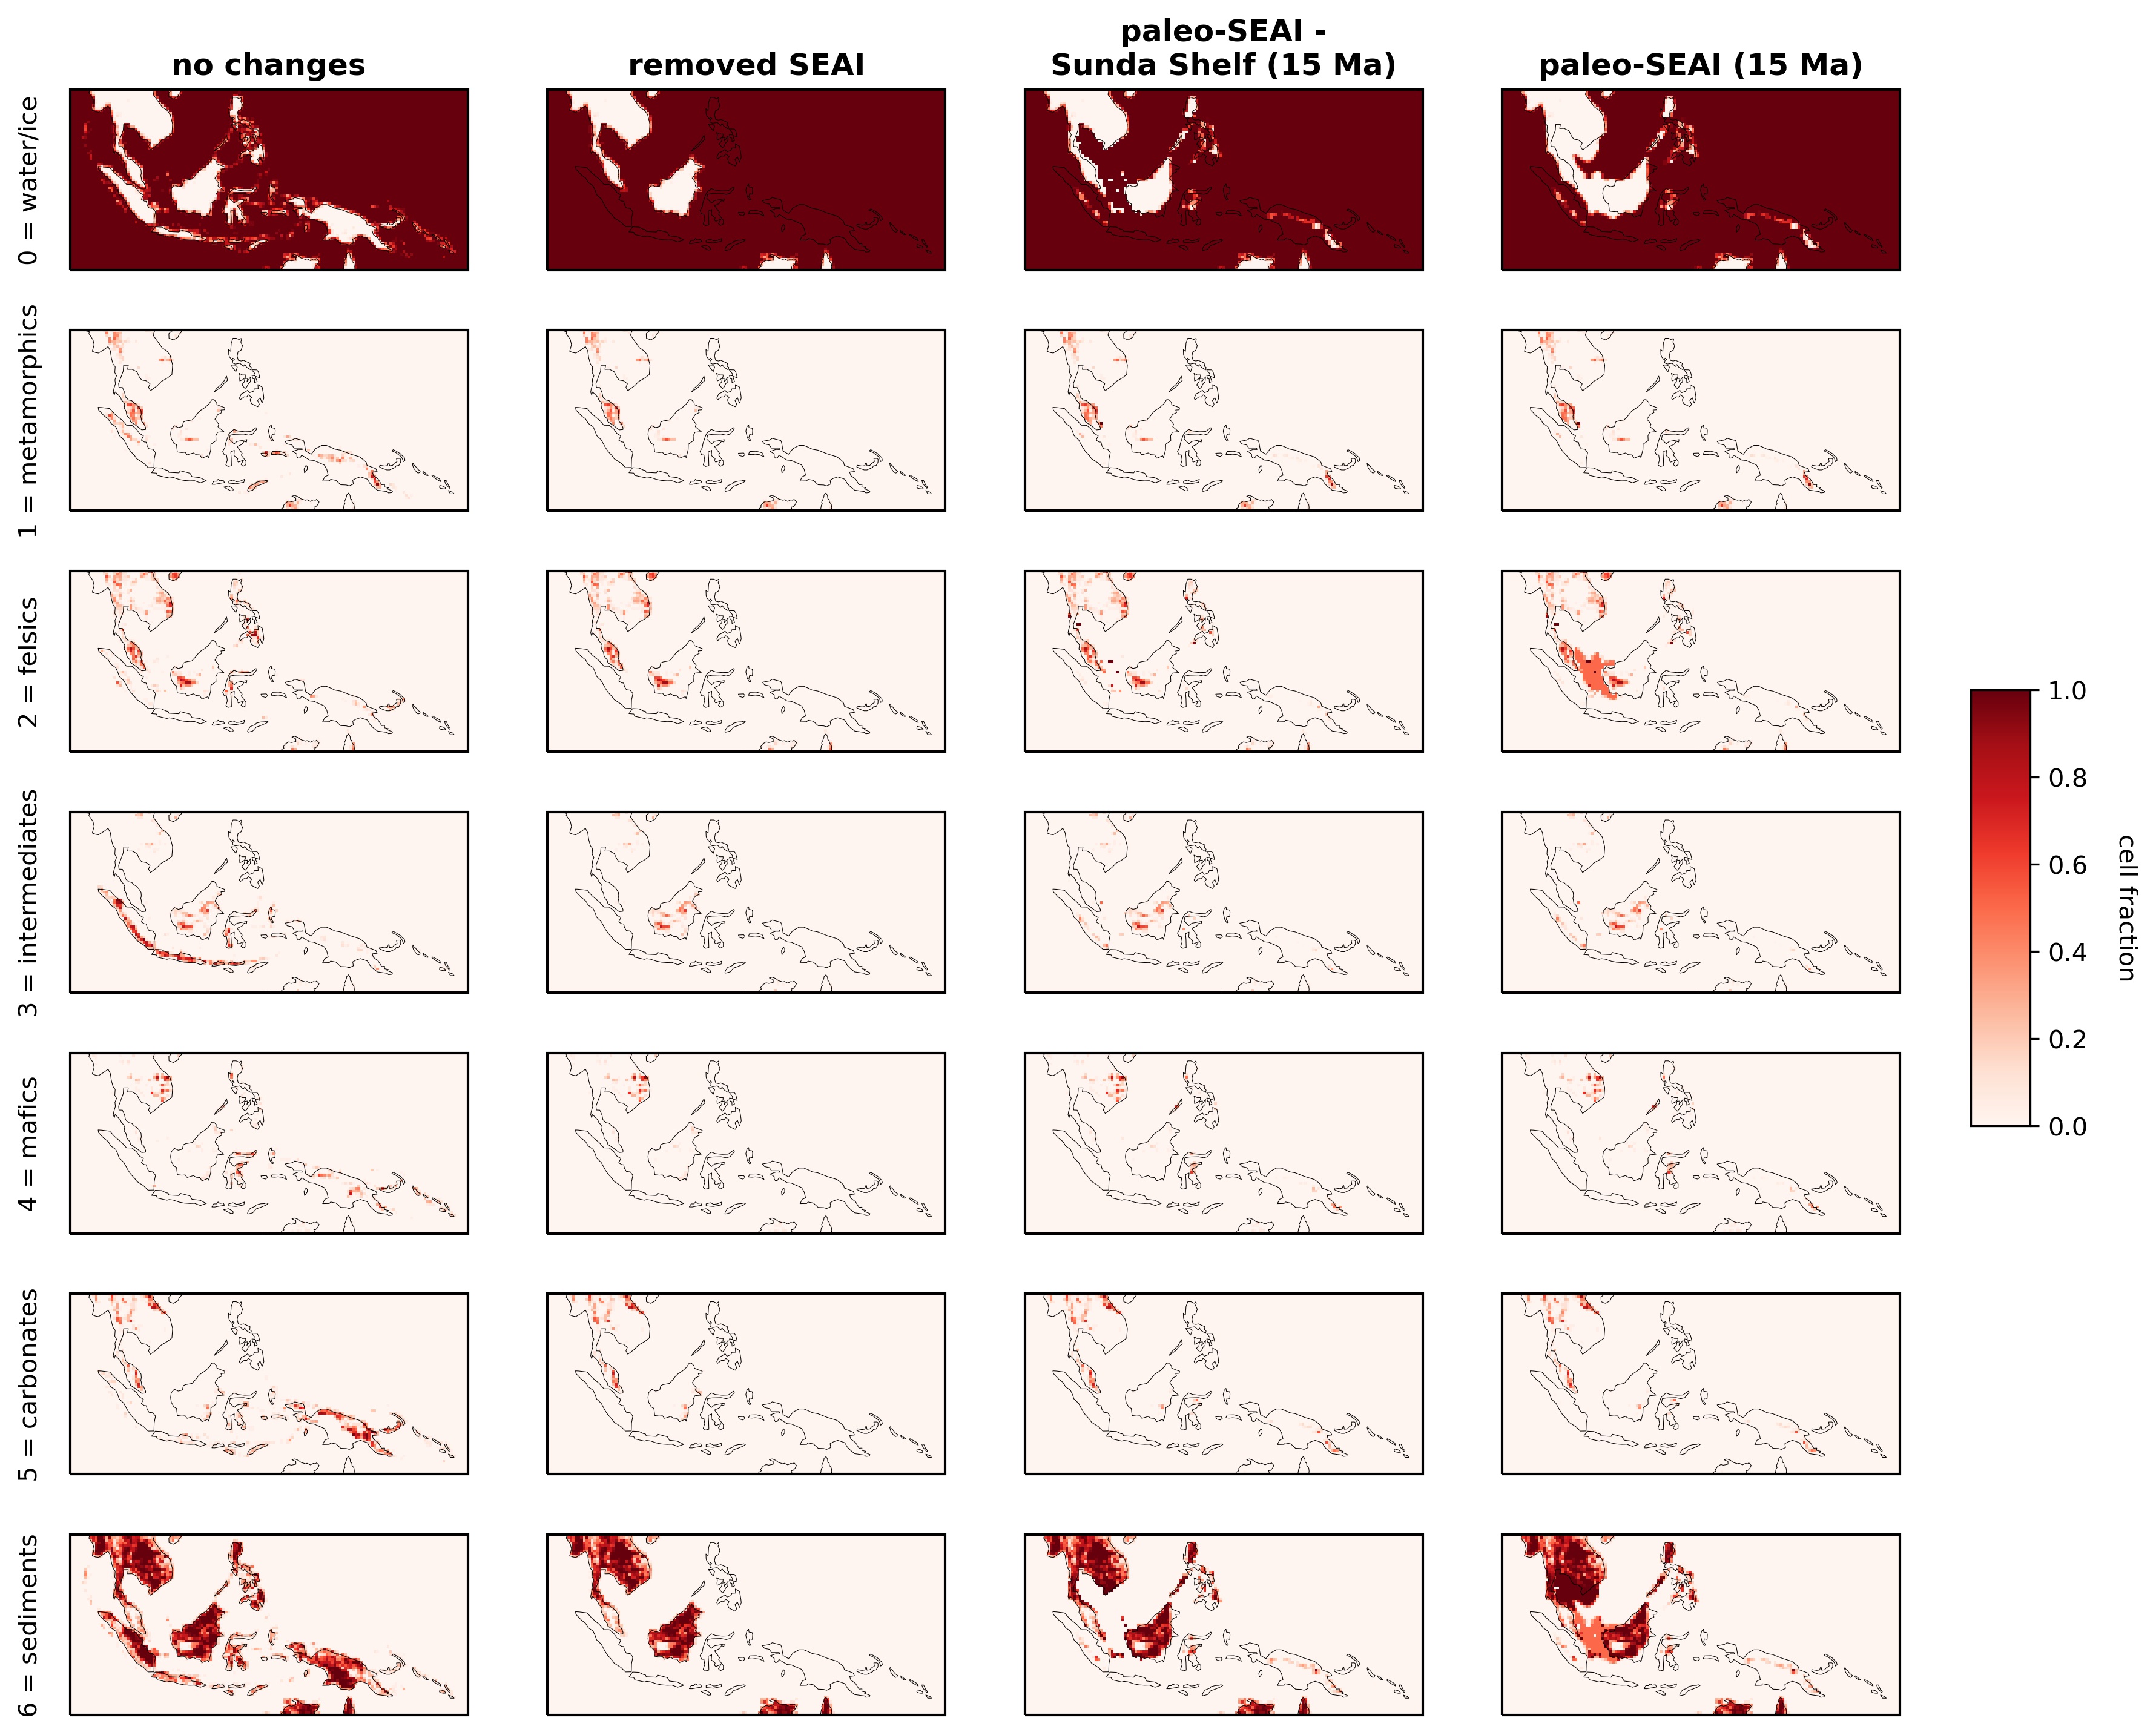 no changes
removed SEAI
paleo-SEAI -
Sunda Shelf (15 Ma)
paleo-SEAI (15 Ma)
0 = water/ice
1 = metamorphics
2 = felsics
3 = intermediates
4 = mafics
5 = carbonates
6 = sediments
1.0
0.8
0.6
0.4
0.2
0.0
cell fraction